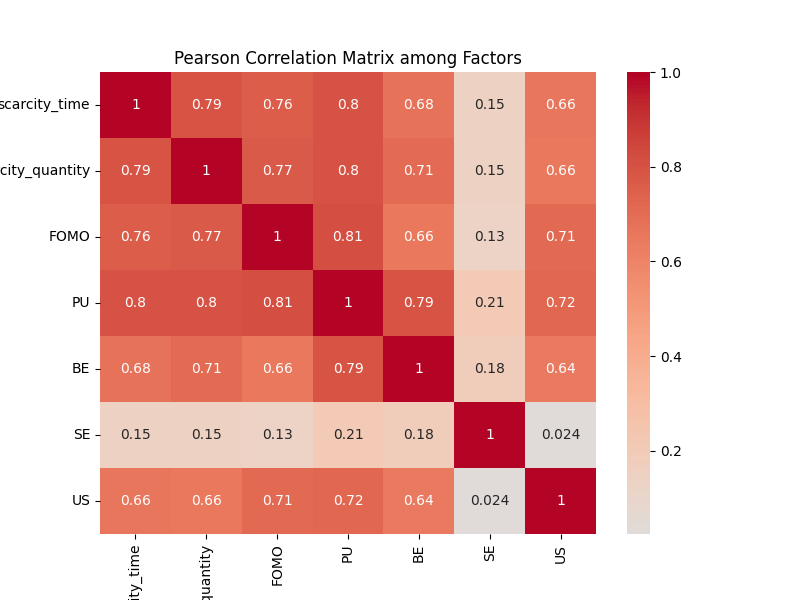 Pearson Correlation Matrix among Factors
scarcity_time 1 0.79 0.76 0.8 0.68 0.15 0.66
city_quantity 0.79 1 0.77 0.8 0.71 0.15 0.66
FOMO 0.76 0.77 1 0.81 0.66 0.13 0.71
PU 0.8 0.8 0.81 1 0.79 0.21 0.72
BE 0.68 0.71 0.66 0.79 1 0.18 0.64
SE 0.15 0.15 0.13 0.21 0.18 1 0.024
US 0.66 0.66 0.71 0.72 0.64 0.024 1
ity_time quantity FOMO PU BE SE US
1.0
0.8
0.6
0.4
0.2